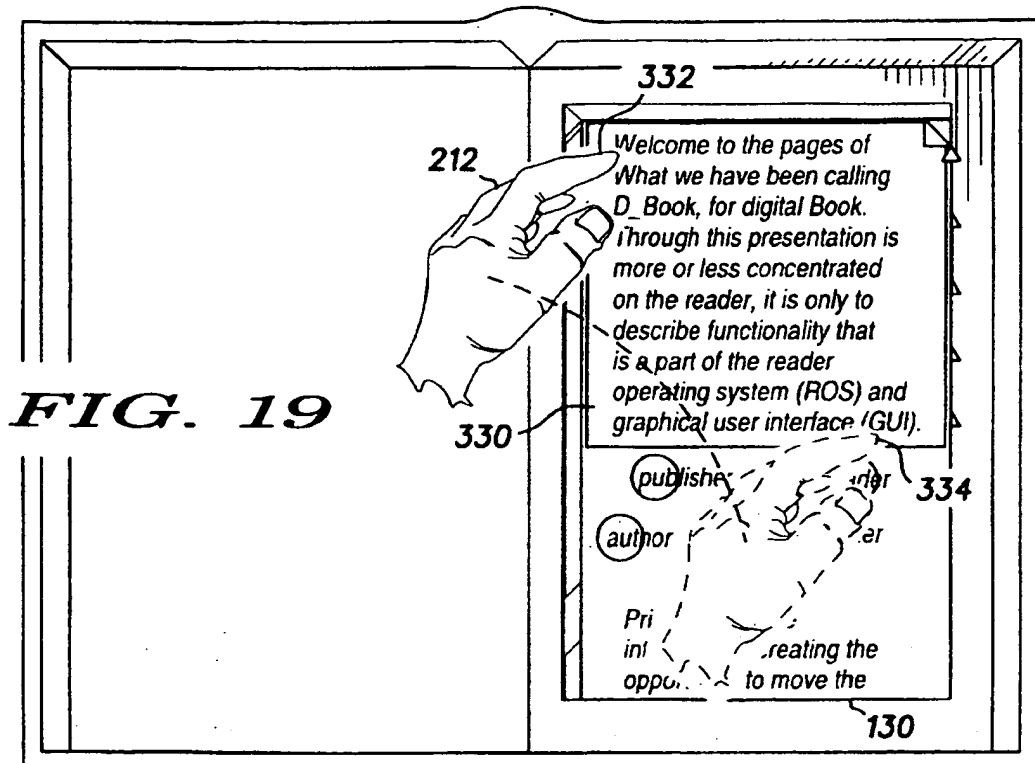 332
212
Welcome to the pages of
What we have been calling
D_Book, for digital Book.
Through this presentation is
more or less concentrated
on the reader, it is only to
describe functionality that
is a part of the reader
operating system (ROS) and
graphical user interface (GUI).
FIG. 19
330
334
publishe
author
Pri
reating the
to move the
130